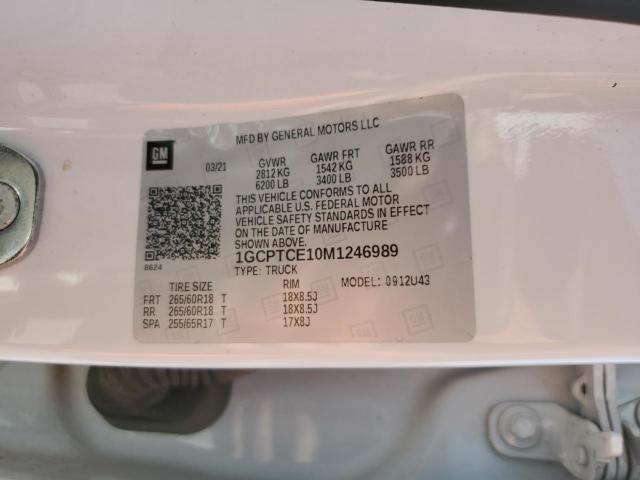 MFD BY GENERAL MOTORS LLC
GM
03/21 GVWR GAWR FRT GAWR RR
2812 KG 1542 KG 1588 KG
6200 LB 3400 LB 3500 LB
THIS VEHICLE CONFORMS TO ALL
APPLICABLE U.S. FEDERAL MOTOR
VEHICLE SAFETY STANDARDS IN EFFECT
ON THE DATE OF MANUFACTURE
SHOWN ABOVE.
8624
1GCPTCE10M1246989
TYPE: TRUCK
TIRE SIZE RIM MODEL: 0912U43
FRT 265/60R18 T 18X8.5J
RR 265/60R18 T 18X8.5J
SPA 255/65R17 T 17X8J